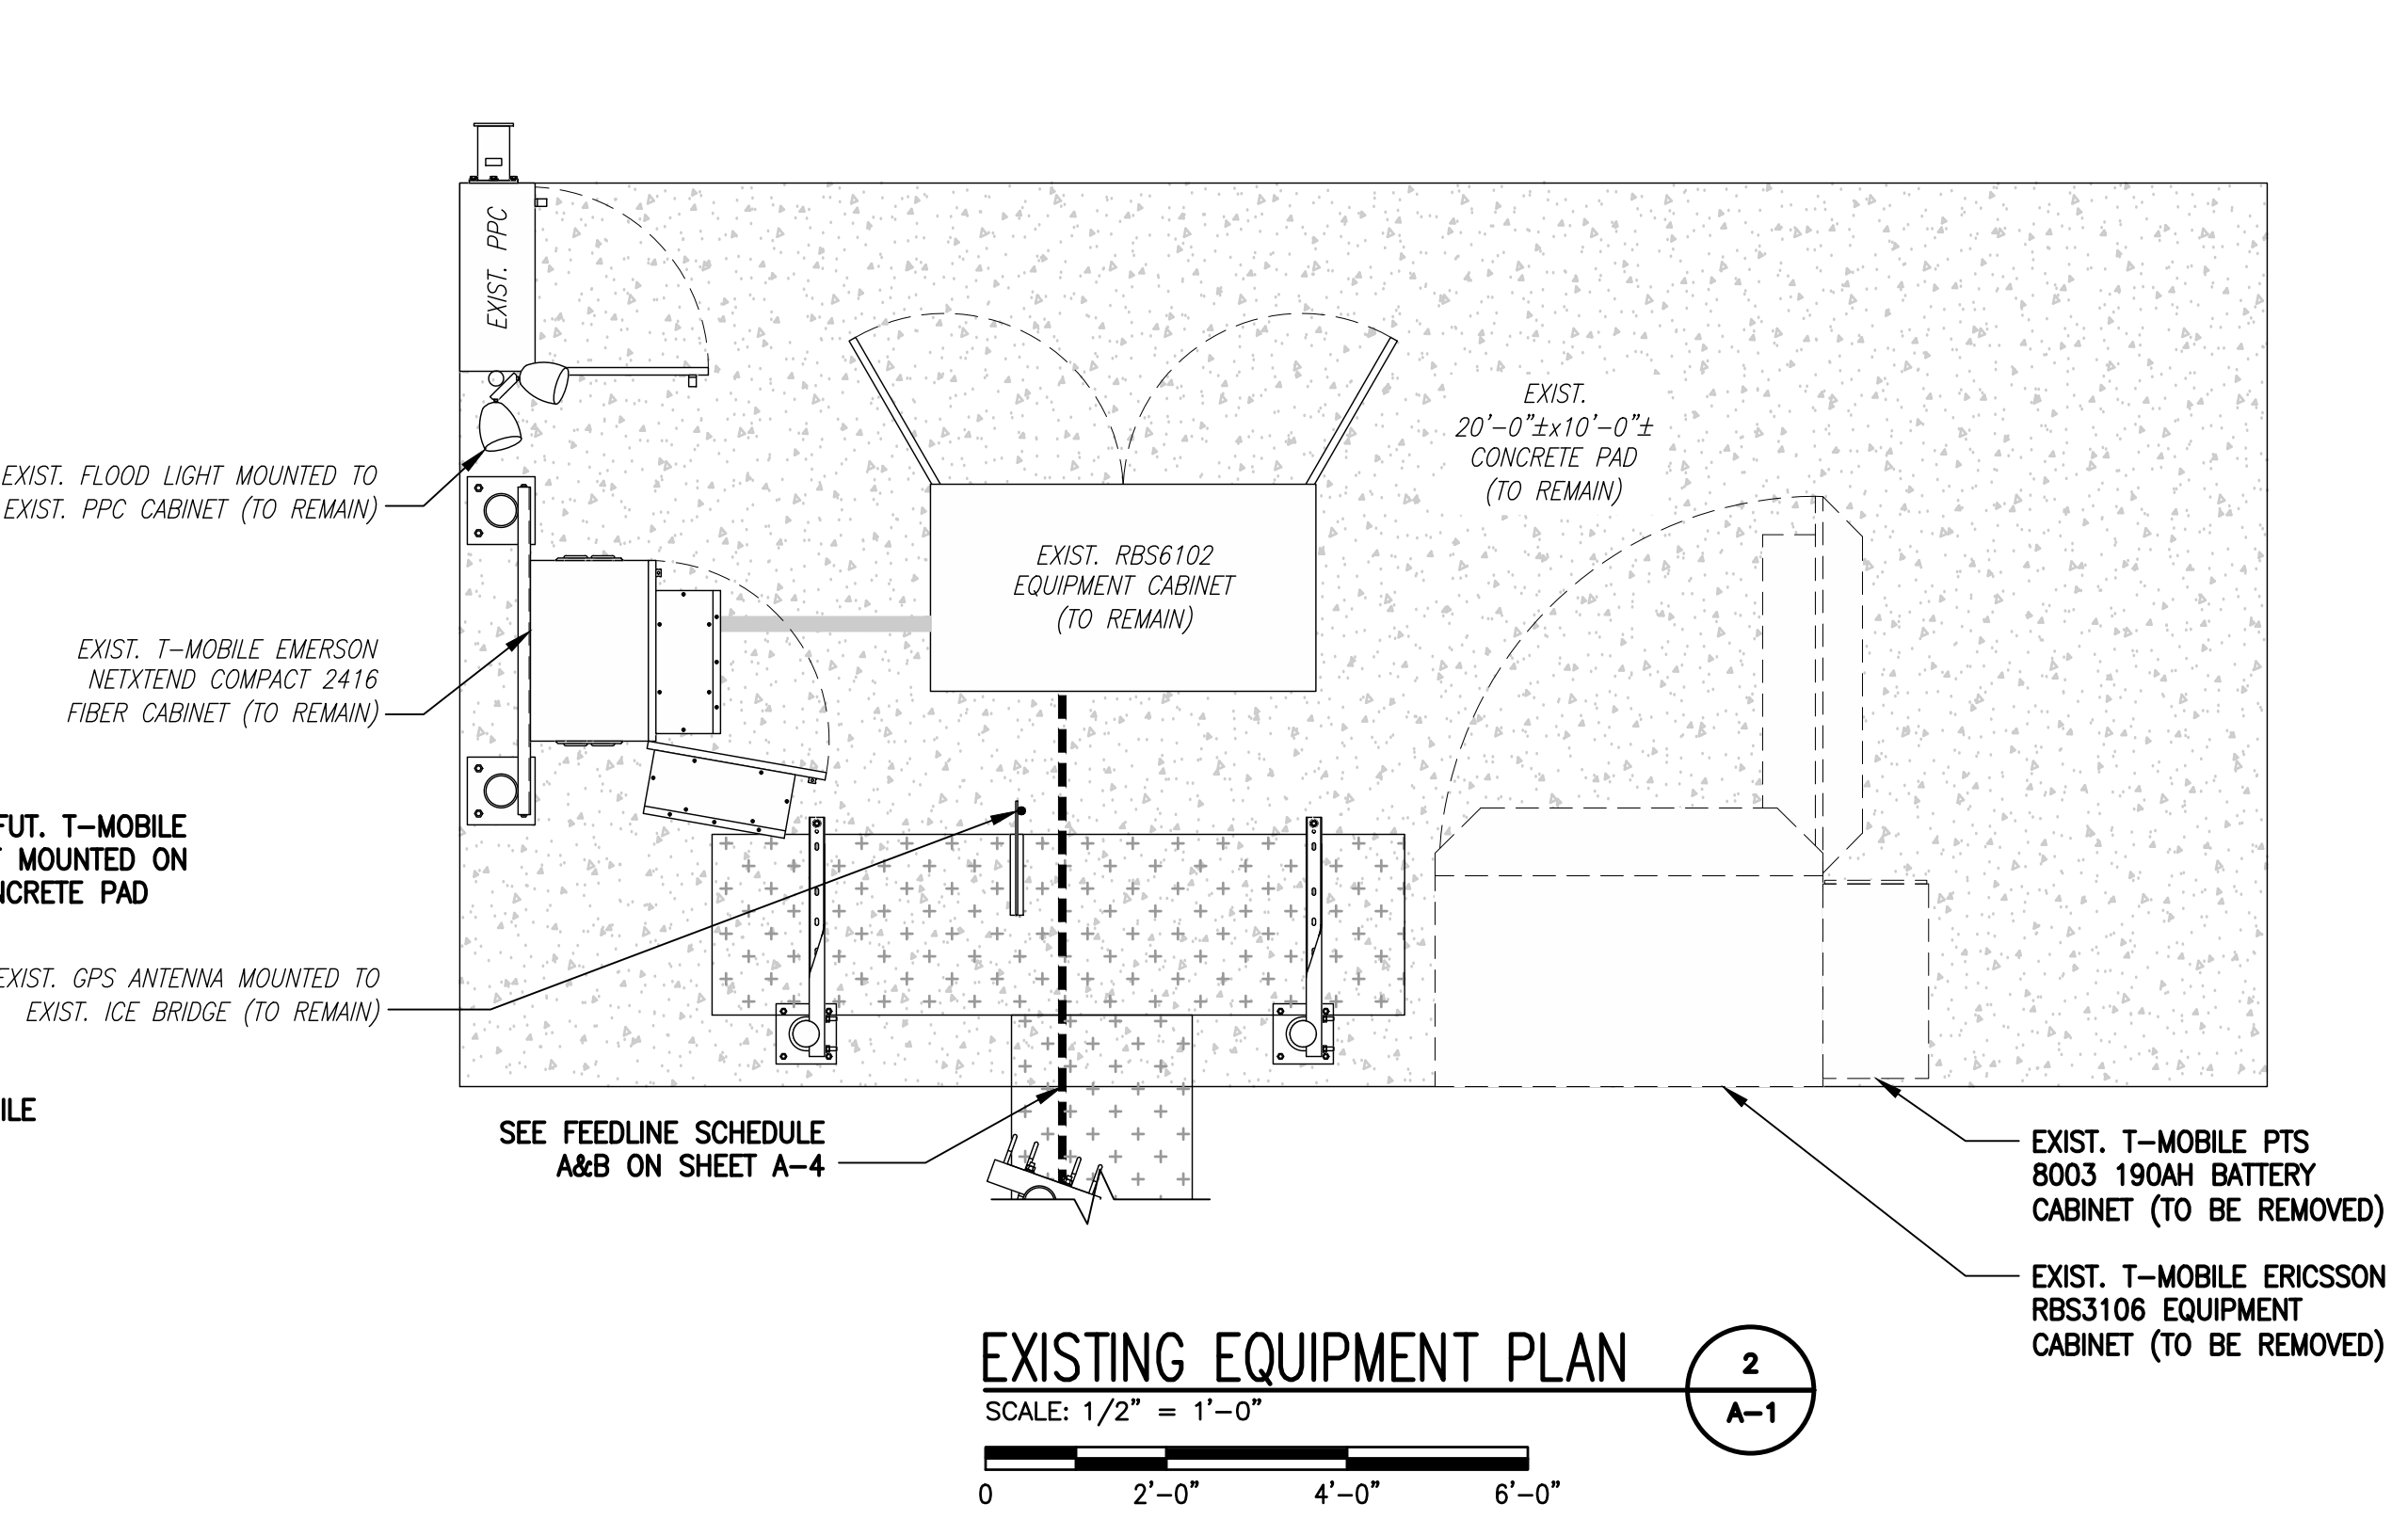 EXIST. PPC
EXIST. FLOOD LIGHT MOUNTED TO
EXIST. PPC CABINET (TO REMAIN)
EXIST.
20'-0"±x10'-0"±
CONCRETE PAD
(TO REMAIN)
EXIST. RBS6102
EQUIPMENT CABINET
(TO REMAIN)
EXIST. T-MOBILE EMERSON
NETXTEND COMPACT 2416
FIBER CABINET (TO REMAIN)
FUT. T-MOBILE
MOUNTED ON
PAD
EXIST. GPS ANTENNA MOUNTED TO
EXIST. ICE BRIDGE (TO REMAIN)
SEE FEEDLINE SCHEDULE
A&B ON SHEET A-4
EXIST. T-MOBILE PTS
8003 190AH BATTERY
CABINET (TO BE REMOVED)
EXIST. T-MOBILE ERICSSON
RBS3106 EQUIPMENT
CABINET (TO BE REMOVED)
EXISTING EQUIPMENT PLAN
2
A-1
SCALE: 1/2" = 1'-0"
0 2'-0" 4'-0" 6'-0"